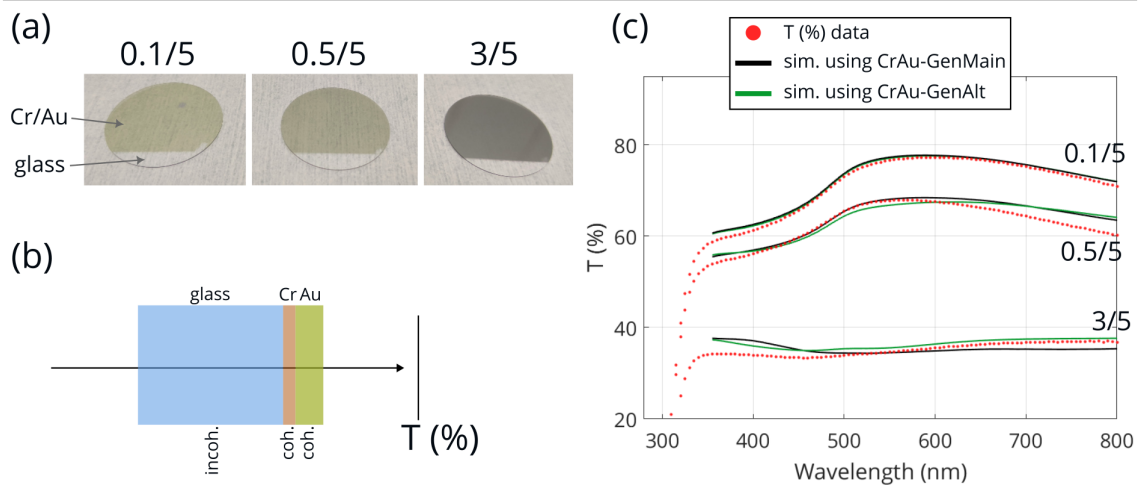 (a)
0.1/5
0.5/5
3/5
Cr/Au
glass
(b)
glass
Cr Au
incoh.
coh.
coh.
T (%)
(c)
T (%) data
sim. using CrAu-GenMain
sim. using CrAu-GenAlt
T (%)
80
60
40
20
0.1/5
0.5/5
3/5
300 400 500 600 700 800
Wavelength (nm)